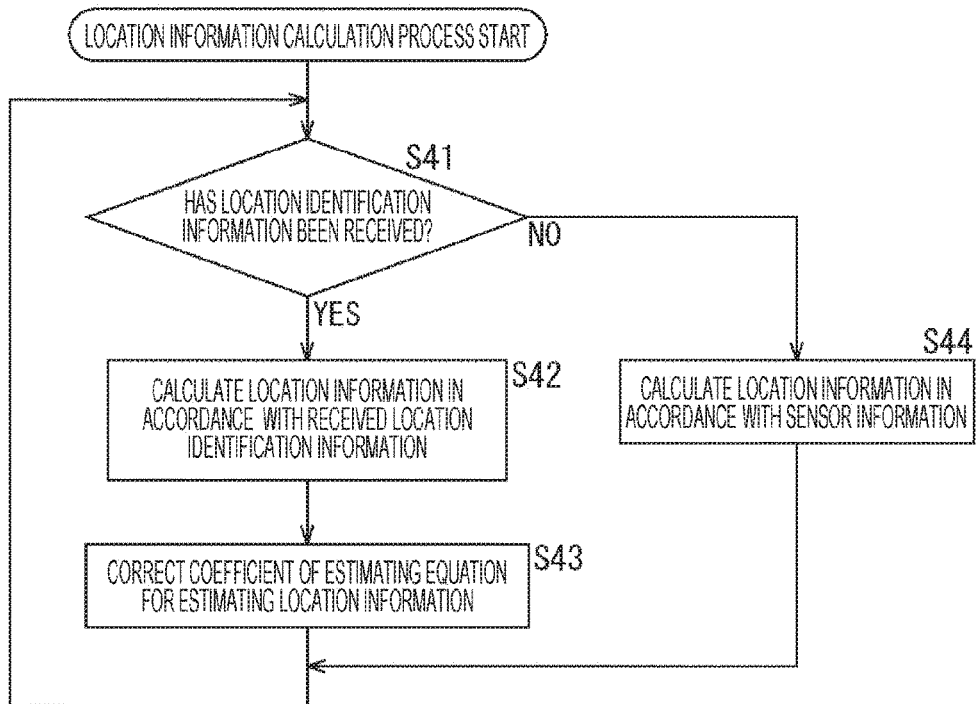 LOCATION INFORMATION CALCULATION PROCESS START
S41
HAS LOCATION IDENTIFICATION
INFORMATION BEEN RECEIVED?
NO
YES
S42
CALCULATE LOCATION INFORMATION IN
ACCORDANCE WITH RECEIVED LOCATION
IDENTIFICATION INFORMATION
S44
CALCULATE LOCATION INFORMATION IN
ACCORDANCE WITH SENSOR INFORMATION
S43
CORRECT COEFFICIENT OF ESTIMATING EQUATION
FOR ESTIMATING LOCATION INFORMATION